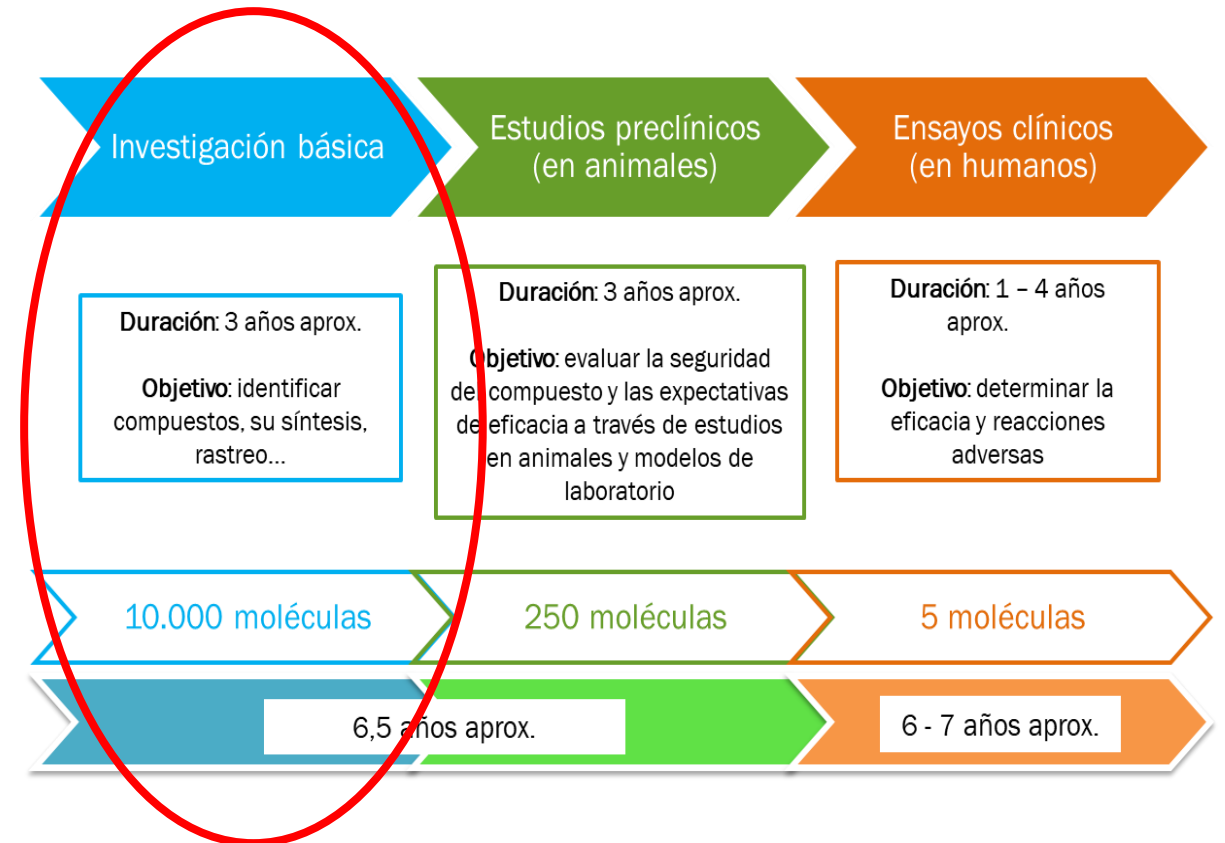 Investigación básica
Estudios preclínicos
(en animales)
Ensayos clínicos
(en humanos)
Duración: 3 años aprox.
Objetivo: identificar
compuestos, su síntesis,
rastreo...
Duración: 3 años aprox.
Objetivo: evaluar la seguridad
del compuesto y las expectativas
de eficacia a través de estudios
en animales y modelos de
laboratorio
Duración: 1 – 4 años
aprox.
Objetivo: determinar la
eficacia y reacciones
adversas
10.000 moléculas
250 moléculas
5 moléculas
6,5 años aprox.
6 - 7 años aprox.